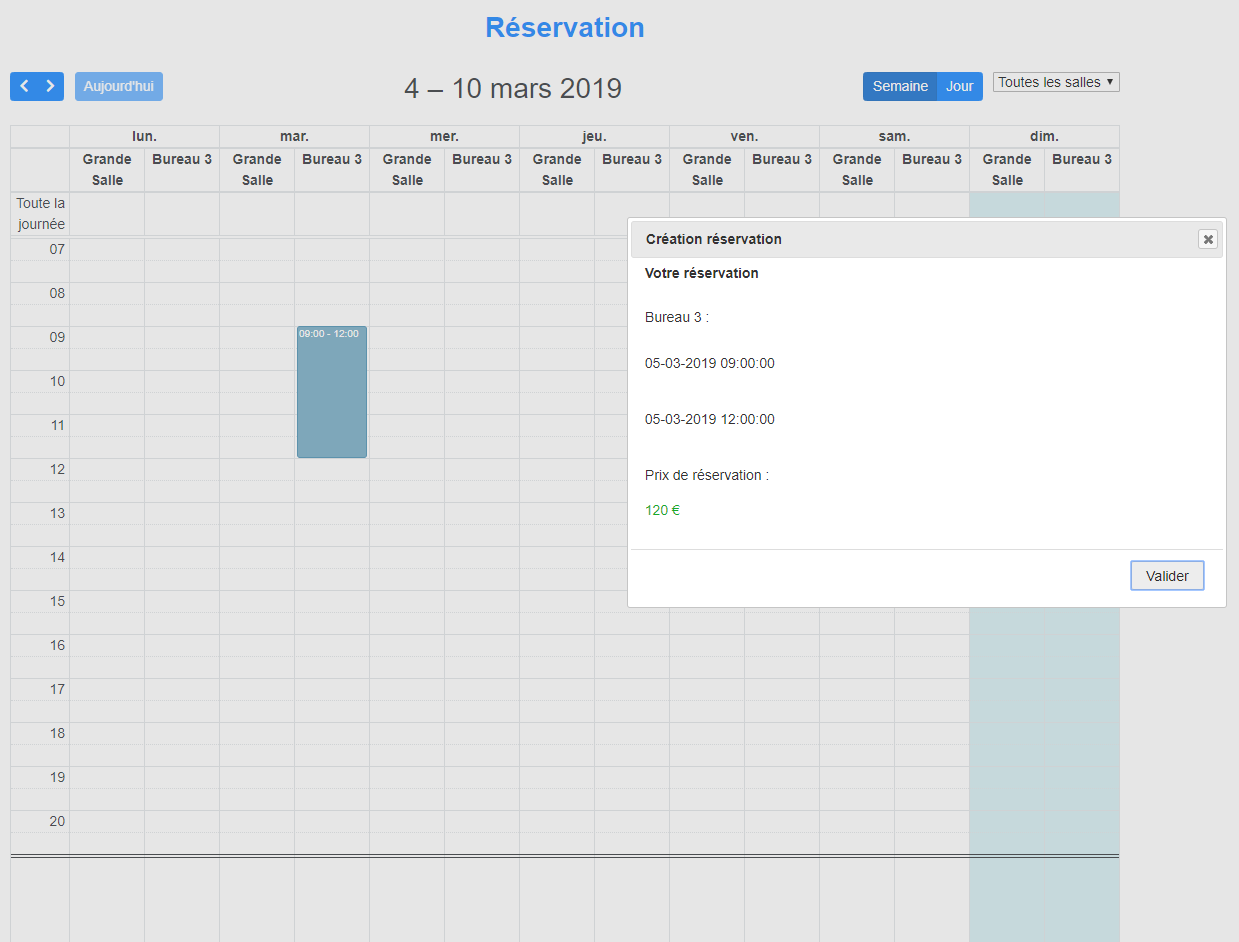 Réservation
Aujourd'hui
4 – 10 mars 2019
Semaine Jour Toutes les salles
lun. mar. mer. jeu. ven. sam. dim.
Grande Salle Bureau 3 Grande Salle Bureau 3 Grande Salle Bureau 3 Grande Salle Bureau 3 Grande Salle Bureau 3 Grande Salle Bureau 3 Grande Salle Bureau 3
Toute la
journée
07
08
09
09:00 - 12:00
10
11
12
13
14
15
16
17
18
19
20
Création réservation
Votre réservation
Bureau 3 :
05-03-2019 09:00:00
05-03-2019 12:00:00
Prix de réservation :
120 €
Valider